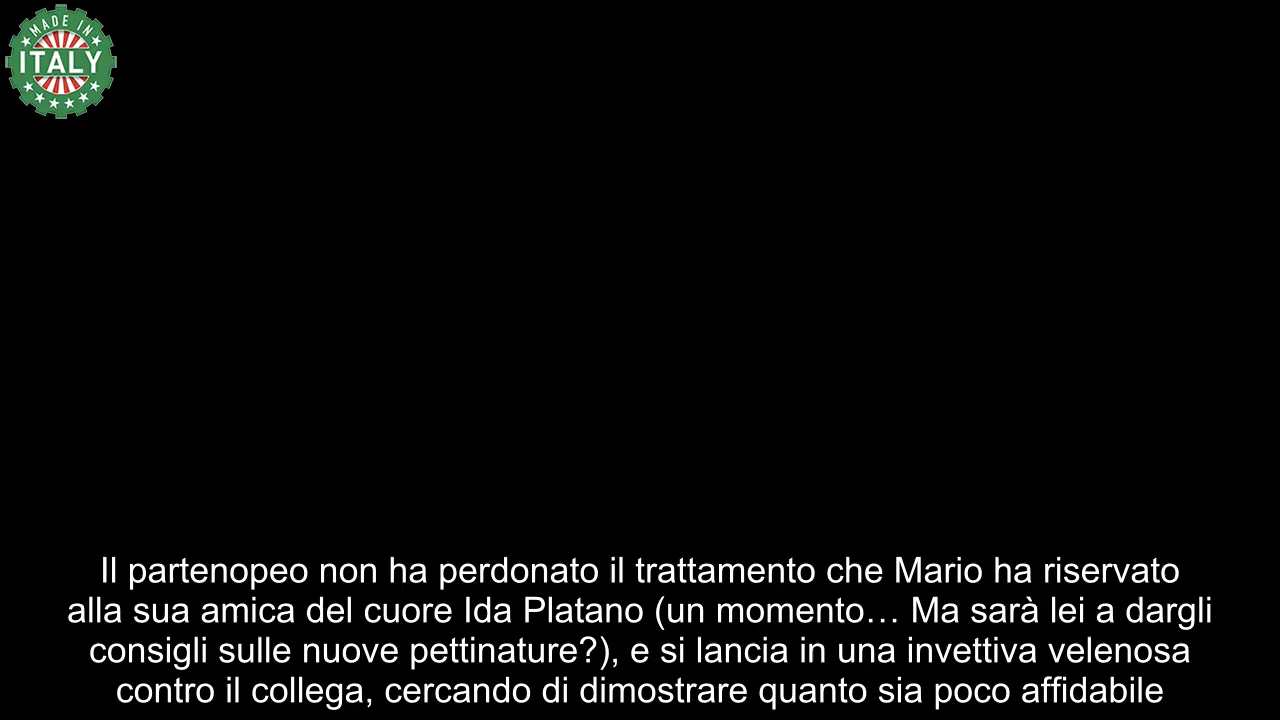 MADE IN
ITALY
Il partenopeo non ha perdonato il trattamento che Mario ha riservato
alla sua amica del cuore Ida Platano (un momento… Ma sarà lei a dargli
consigli sulle nuove pettinature?), e si lancia in una invettiva velenosa
contro il collega, cercando di dimostrare quanto sia poco affidabile